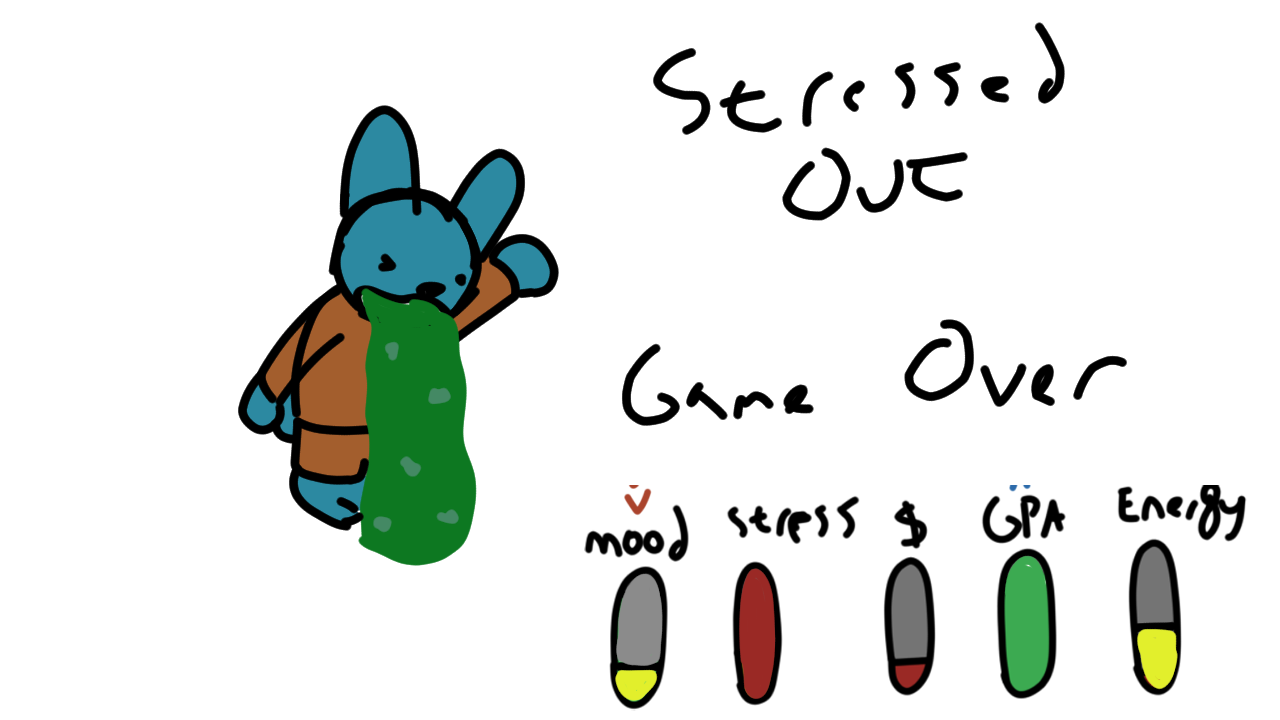 Stressed
Out
Game Over
mood stress $ GPA Energy